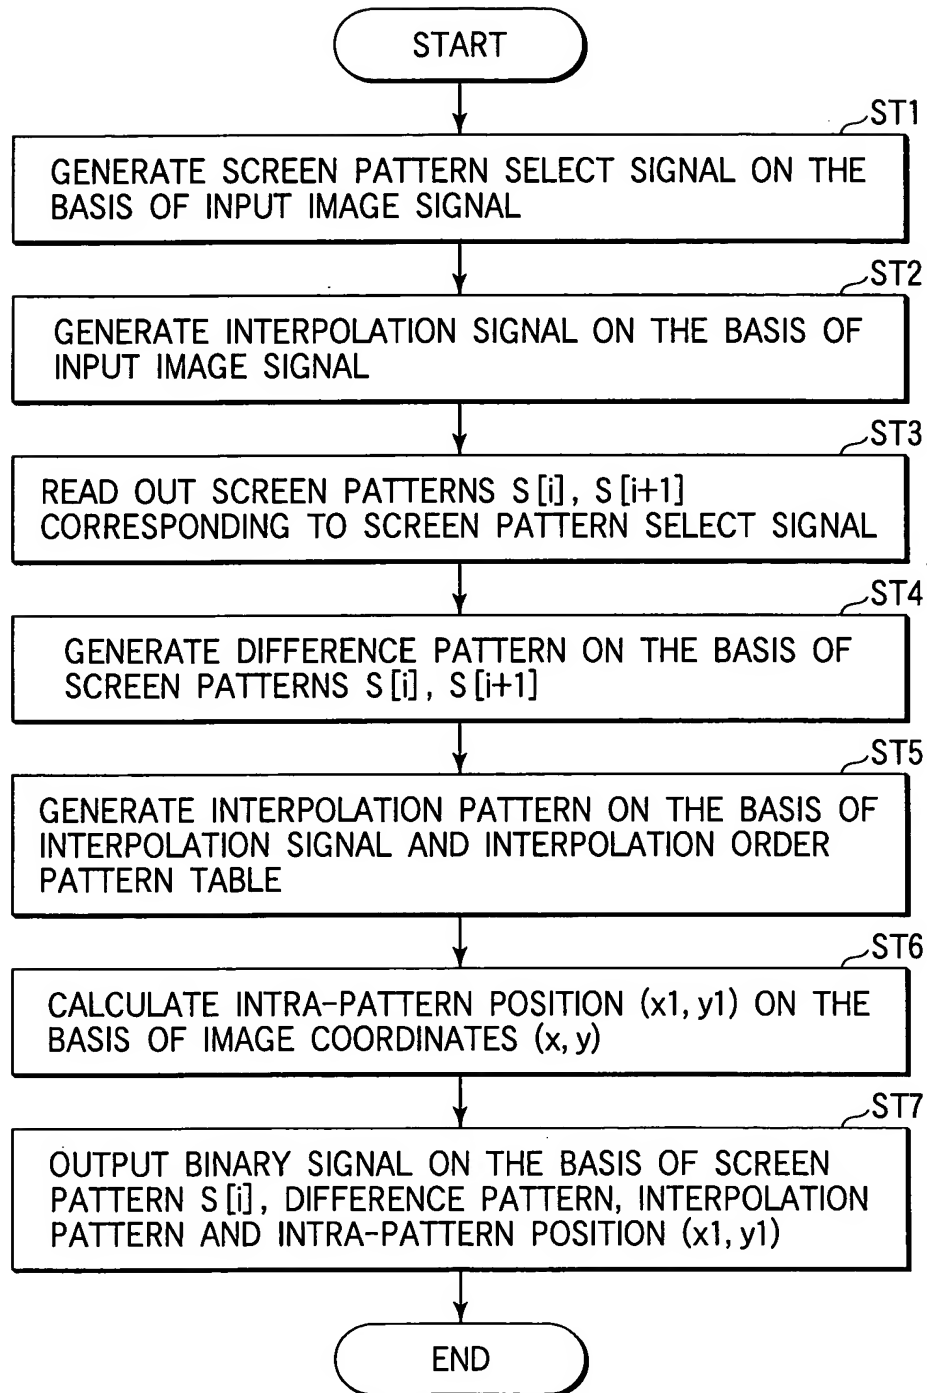 START
ST1
GENERATE SCREEN PATTERN SELECT SIGNAL ON THE
BASIS OF INPUT IMAGE SIGNAL
ST2
GENERATE INTERPOLATION SIGNAL ON THE BASIS OF
INPUT IMAGE SIGNAL
ST3
READ OUT SCREEN PATTERNS S[i], S[i+1]
CORRESPONDING TO SCREEN PATTERN SELECT SIGNAL
ST4
GENERATE DIFFERENCE PATTERN ON THE BASIS OF
SCREEN PATTERNS S[i], S[i+1]
ST5
GENERATE INTERPOLATION PATTERN ON THE BASIS OF
INTERPOLATION SIGNAL AND INTERPOLATION ORDER
PATTERN TABLE
ST6
CALCULATE INTRA-PATTERN POSITION (x1, y1) ON THE
BASIS OF IMAGE COORDINATES (x, y)
ST7
OUTPUT BINARY SIGNAL ON THE BASIS OF SCREEN
PATTERN S[i], DIFFERENCE PATTERN, INTERPOLATION
PATTERN AND INTRA-PATTERN POSITION (x1, y1)
END